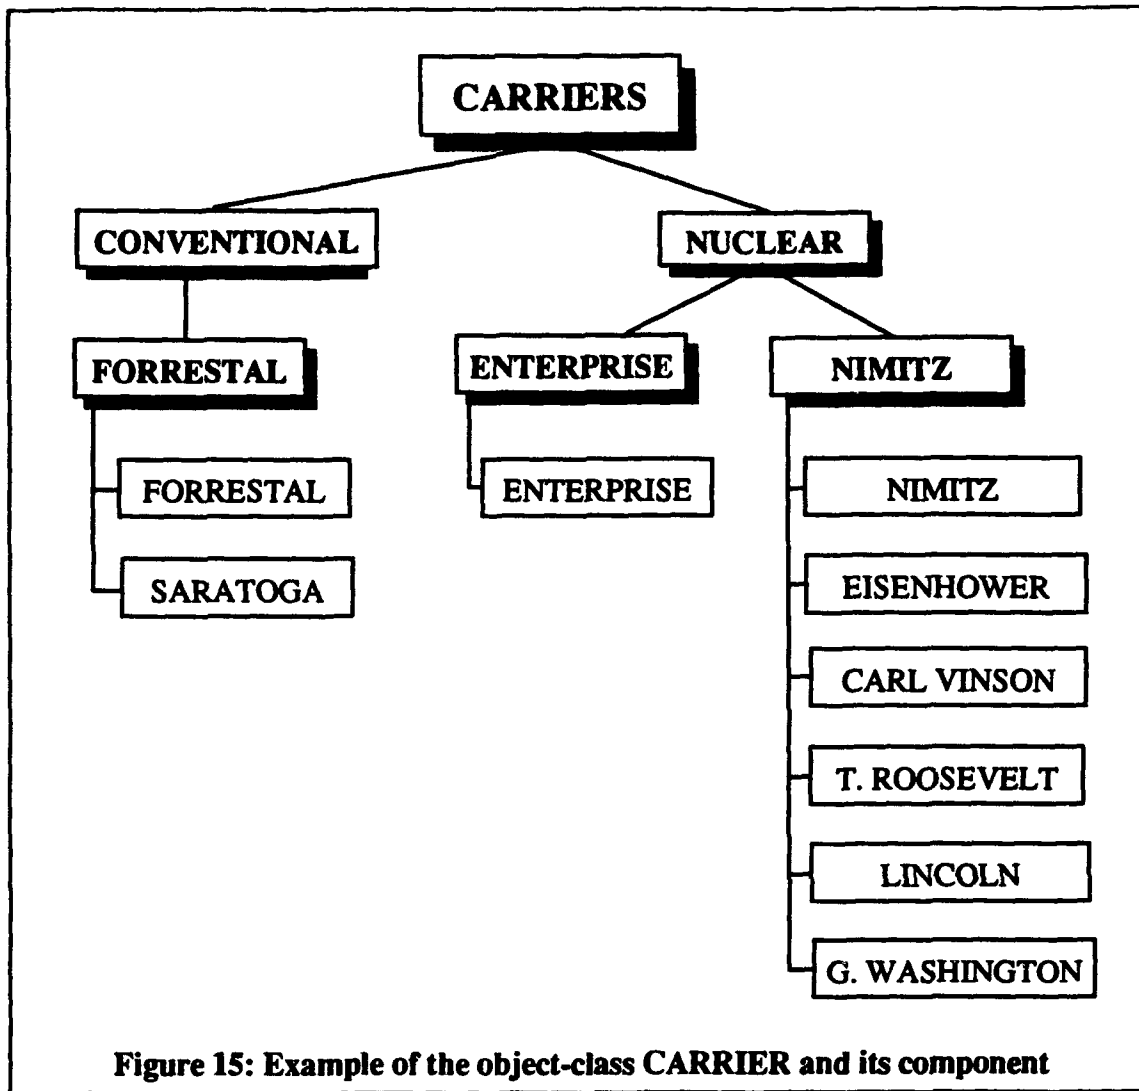 CARRIERS
CONVENTIONAL
NUCLEAR
FORRESTAL
ENTERPRISE
NIMITZ
FORRESTAL
ENTERPRISE
NIMITZ
SARATOGA
EISENHOWER
CARL VINSON
T. ROOSEVELT
LINCOLN
G. WASHINGTON
Figure 15: Example of the object-class CARRIER and its component